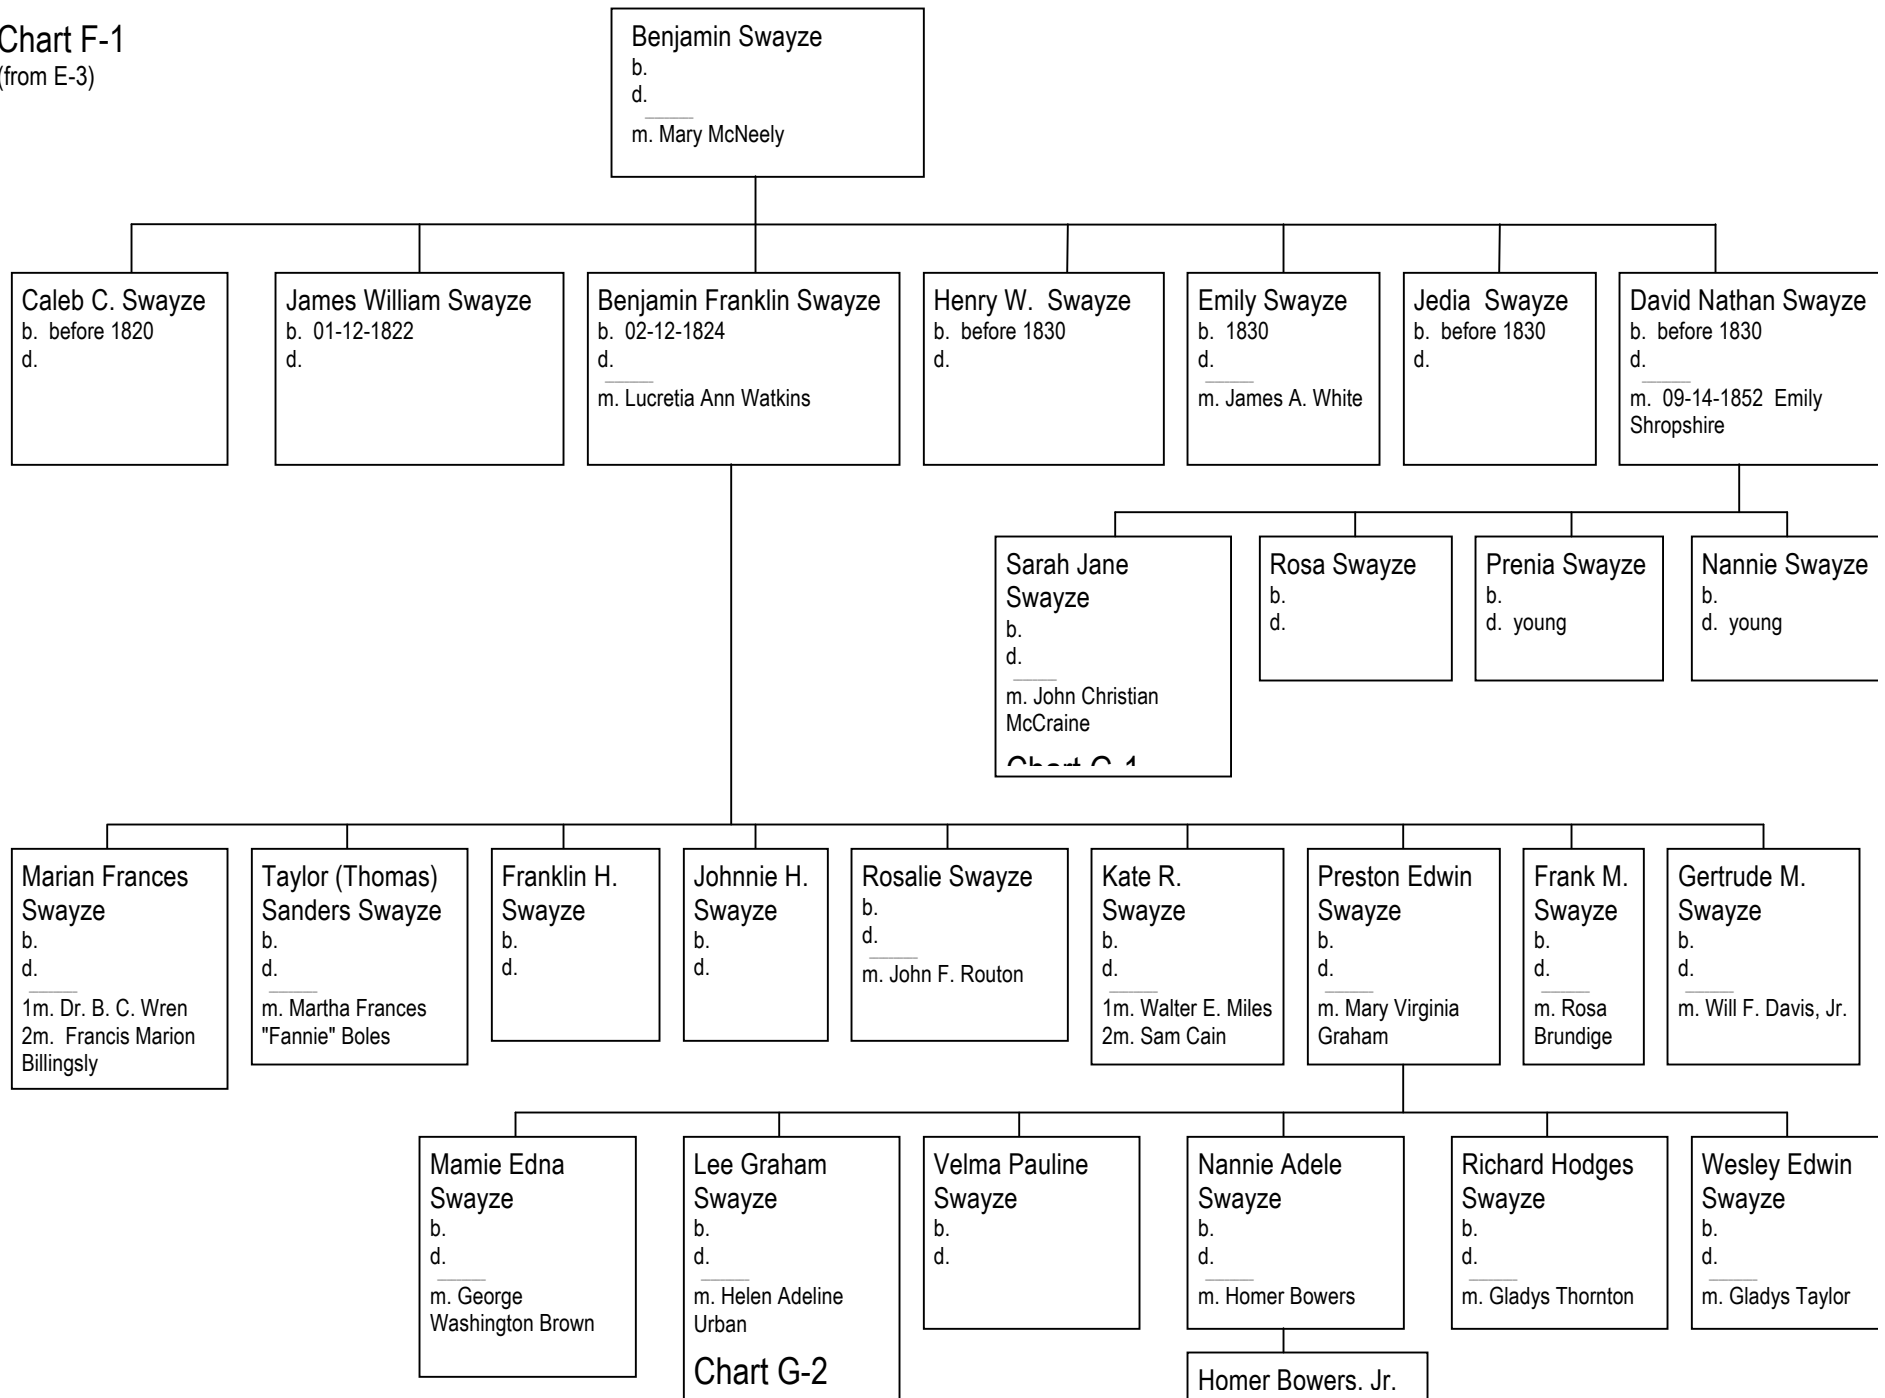 Chart F-1
(from E-3)
Benjamin Swayze
b.
d.
m. Mary McNeely
Caleb C. Swayze
b. before 1820
d.
James William Swayze
b. 01-12-1822
d.
Benjamin Franklin Swayze
b. 02-12-1824
d.
m. Lucretia Ann Watkins
Henry W. Swayze
b. before 1830
d.
Emily Swayze
b. 1830
d.
m. James A. White
Jedia Swayze
b. before 1830
d.
David Nathan Swayze
b. before 1830
d.
m. 09-14-1852 Emily
Shropshire
Sarah Jane
Swayze
b.
d.
m. John Christian
McCraine
Chart G-1
Rosa Swayze
b.
d.
Prenia Swayze
b.
d. young
Nannie Swayze
b.
d. young
Marian Frances
Swayze
b.
d.
1m. Dr. B. C. Wren
2m. Francis Marion
Billingsly
Taylor (Thomas)
Sanders Swayze
b.
d.
m. Martha Frances
"Fannie" Boles
Franklin H.
Swayze
b.
d.
Johnnie H.
Swayze
b.
d.
Rosalie Swayze
b.
d.
m. John F. Routon
Kate R.
Swayze
b.
d.
1m. Walter E. Miles
2m. Sam Cain
Preston Edwin
Swayze
b.
d.
m. Mary Virginia
Graham
Frank M.
Swayze
b.
d.
m. Rosa
Brundige
Gertrude M.
Swayze
b.
d.
m. Will F. Davis, Jr.
Mamie Edna
Swayze
b.
d.
m. George
Washington Brown
Lee Graham
Swayze
b.
d.
m. Helen Adeline
Urban
Chart G-2
Velma Pauline
Swayze
b.
d.
Nannie Adele
Swayze
b.
d.
m. Homer Bowers
Richard Hodges
Swayze
b.
d.
m. Gladys Thornton
Wesley Edwin
Swayze
b.
d.
m. Gladys Taylor
Homer Bowers. Jr.